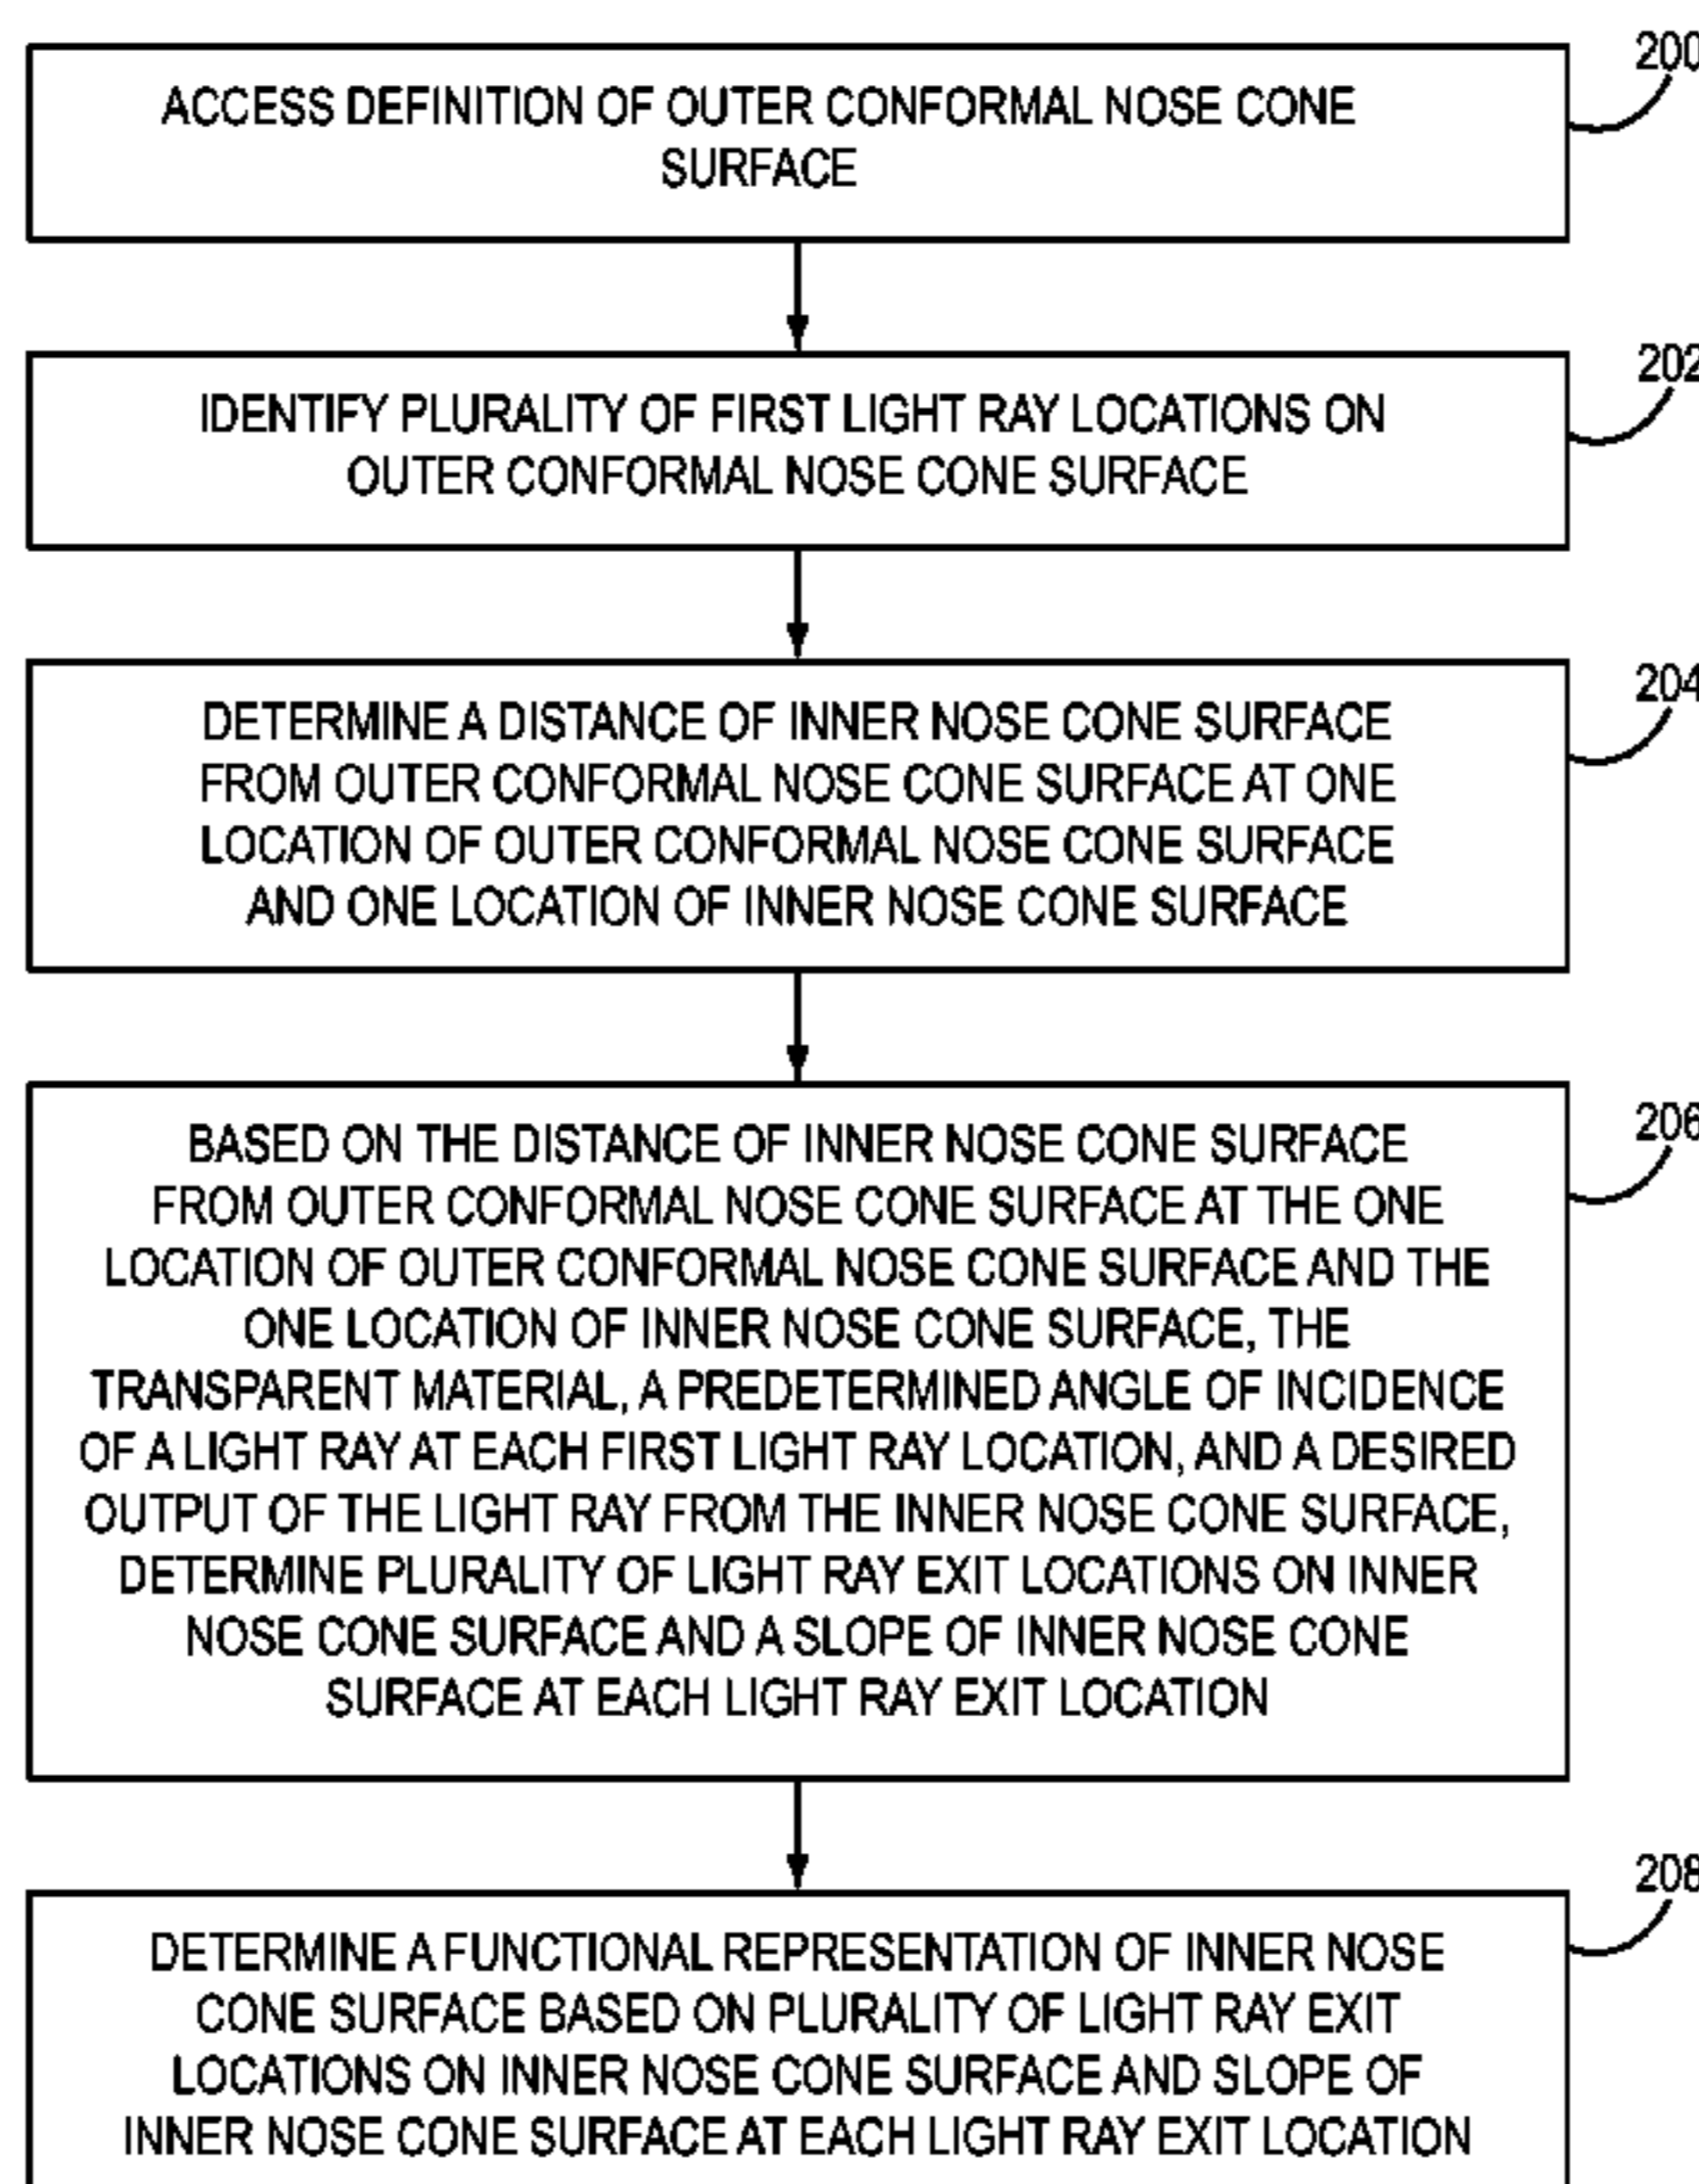 200
ACCESS DEFINITION OF OUTER CONFORMAL NOSE CONE
SURFACE
202
IDENTIFY PLURALITY OF FIRST LIGHT RAY LOCATIONS ON
OUTER CONFORMAL NOSE CONE SURFACE
204
DETERMINE A DISTANCE OF INNER NOSE CONE SURFACE
FROM OUTER CONFORMAL NOSE CONE SURFACE AT ONE
LOCATION OF OUTER CONFORMAL NOSE CONE SURFACE
AND ONE LOCATION OF INNER NOSE CONE SURFACE
206
BASED ON THE DISTANCE OF INNER NOSE CONE SURFACE
FROM OUTER CONFORMAL NOSE CONE SURFACE AT THE ONE
LOCATION OF OUTER CONFORMAL NOSE CONE SURFACE AND THE
ONE LOCATION OF INNER NOSE CONE SURFACE, THE
TRANSPARENT MATERIAL, A PREDETERMINED ANGLE OF INCIDENCE
OF A LIGHT RAY AT EACH FIRST LIGHT RAY LOCATION, AND A DESIRED
OUTPUT OF THE LIGHT RAY FROM THE INNER NOSE CONE SURFACE,
DETERMINE PLURALITY OF LIGHT RAY EXIT LOCATIONS ON INNER
NOSE CONE SURFACE AND A SLOPE OF INNER NOSE CONE
SURFACE AT EACH LIGHT RAY EXIT LOCATION
208
DETERMINE A FUNCTIONAL REPRESENTATION OF INNER NOSE
CONE SURFACE BASED ON PLURALITY OF LIGHT RAY EXIT
LOCATIONS ON INNER NOSE CONE SURFACE AND SLOPE OF
INNER NOSE CONE SURFACE AT EACH LIGHT RAY EXIT LOCATION